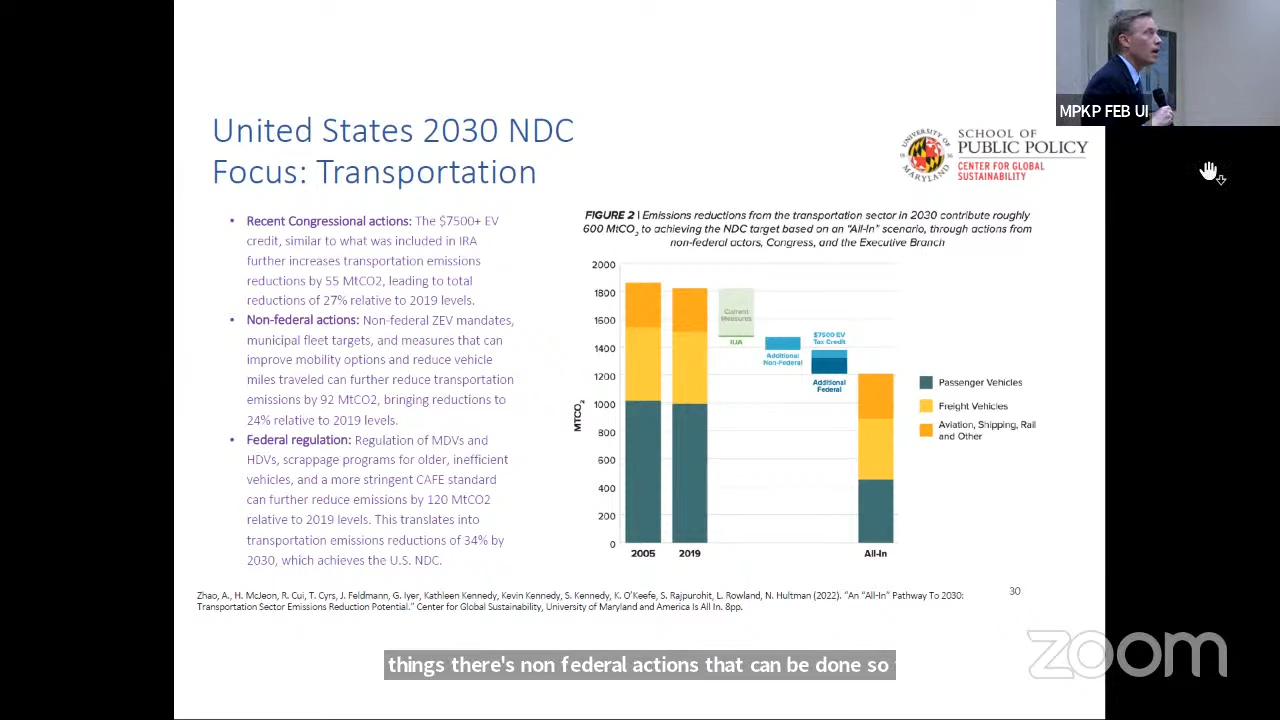 MPKP FEB UI
United States 2030 NDC
Focus: Transportation
UNIVERSITY OF
MARYLAND
18 56
SCHOOL OF
PUBLIC POLICY
CENTER FOR GLOBAL
SUSTAINABILITY
• Recent Congressional actions: The $7500+ EV
credit, similar to what was included in IRA
further increases transportation emissions
reductions by 55 MtCO2, leading to total
reductions of 27% relative to 2019 levels.
• Non-federal actions: Non-federal ZEV mandates,
municipal fleet targets, and measures that can
improve mobility options and reduce vehicle
miles traveled can further reduce transportation
emissions by 92 MtCO2, bringing reductions to
24% relative to 2019 levels.
• Federal regulation: Regulation of MDVs and
HDVs, scrappage programs for older, inefficient
vehicles, and a more stringent CAFE standard
can further reduce emissions by 120 MtCO2
relative to 2019 levels. This translates into
transportation emissions reductions of 34% by
2030, which achieves the U.S. NDC.
FIGURE 2 | Emissions reductions from the transportation sector in 2030 contribute roughly
600 MtCO2 to achieving the NDC target based on an "All-In" scenario, through actions from
non-federal actors, Congress, and the Executive Branch
2000
1800
1600
1400
1200
1000
800
600
400
200
0
MTCO2
Current
Measures
IIJA
Additional
Non-Federal
$7500 EV
Tax Credit
Additional
Federal
2005
2019
All-In
Passenger Vehicles
Freight Vehicles
Aviation, Shipping, Rail
and Other
Zhao, A., H. McJeon, R. Cui, T. Cyrs, J. Feldmann, G. Iyer, Kathleen Kennedy, Kevin Kennedy, S. Kennedy, K. O'Keefe, S. Rajpurohit, L. Rowland, N. Hultman (2022). "An "All-In" Pathway To 2030:
Transportation Sector Emissions Reduction Potential." Center for Global Sustainability, University of Maryland and America Is All In. 8pp.
30
things there's non federal actions that can be done so
zoom